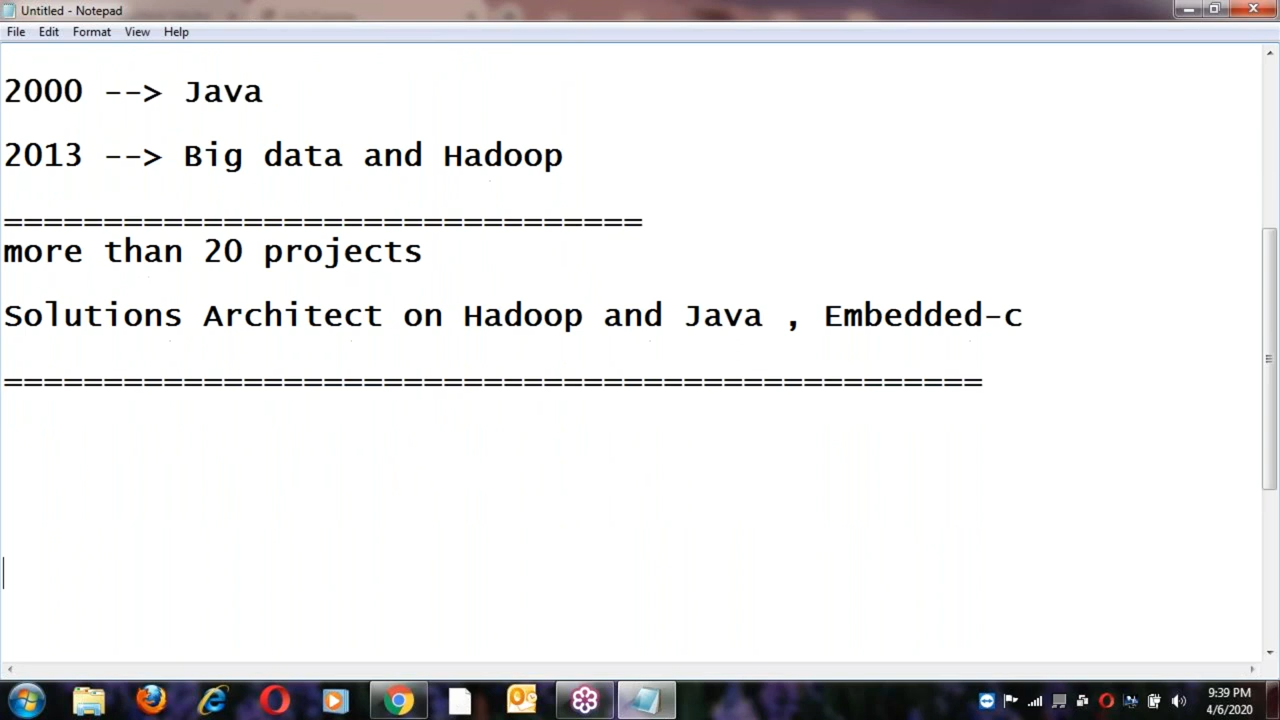 Untitled - Notepad
File Edit Format View Help
2000 --> Java
2013 --> Big data and Hadoop
================================
more than 20 projects
Solutions Architect on Hadoop and Java , Embedded-c
=================================================
9:39 PM
4/6/2020